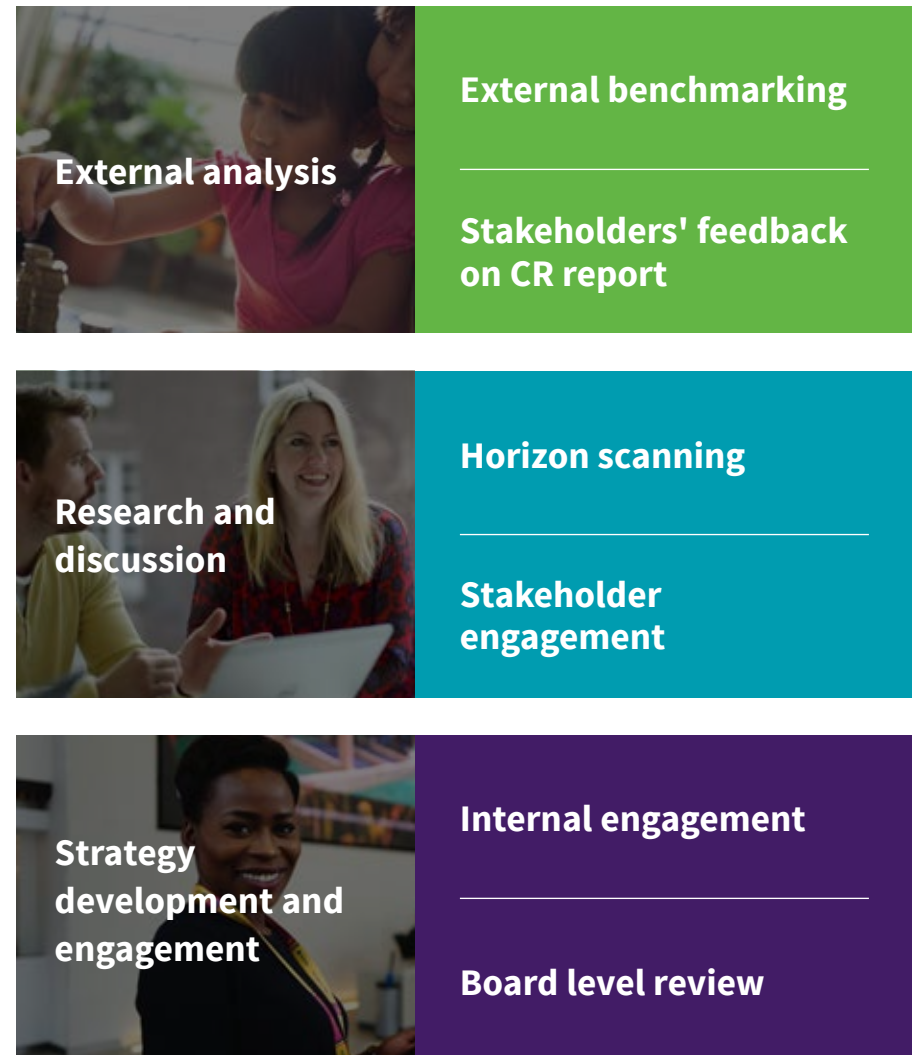 External analysis
External benchmarking
Stakeholders' feedback
on CR report
Research and
discussion
Horizon scanning
Stakeholder
engagement
Strategy
development and
engagement
Internal engagement
Board level review